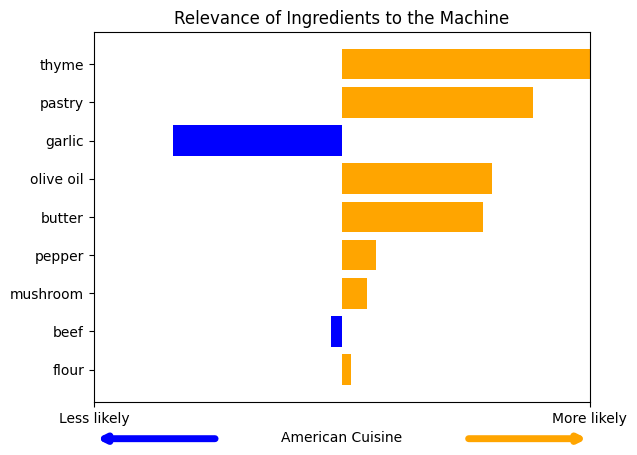 Relevance of Ingredients to the Machine
thyme
pastry
garlic
olive oil
butter
pepper
mushroom
beef
flour
Less likely
More likely
American Cuisine